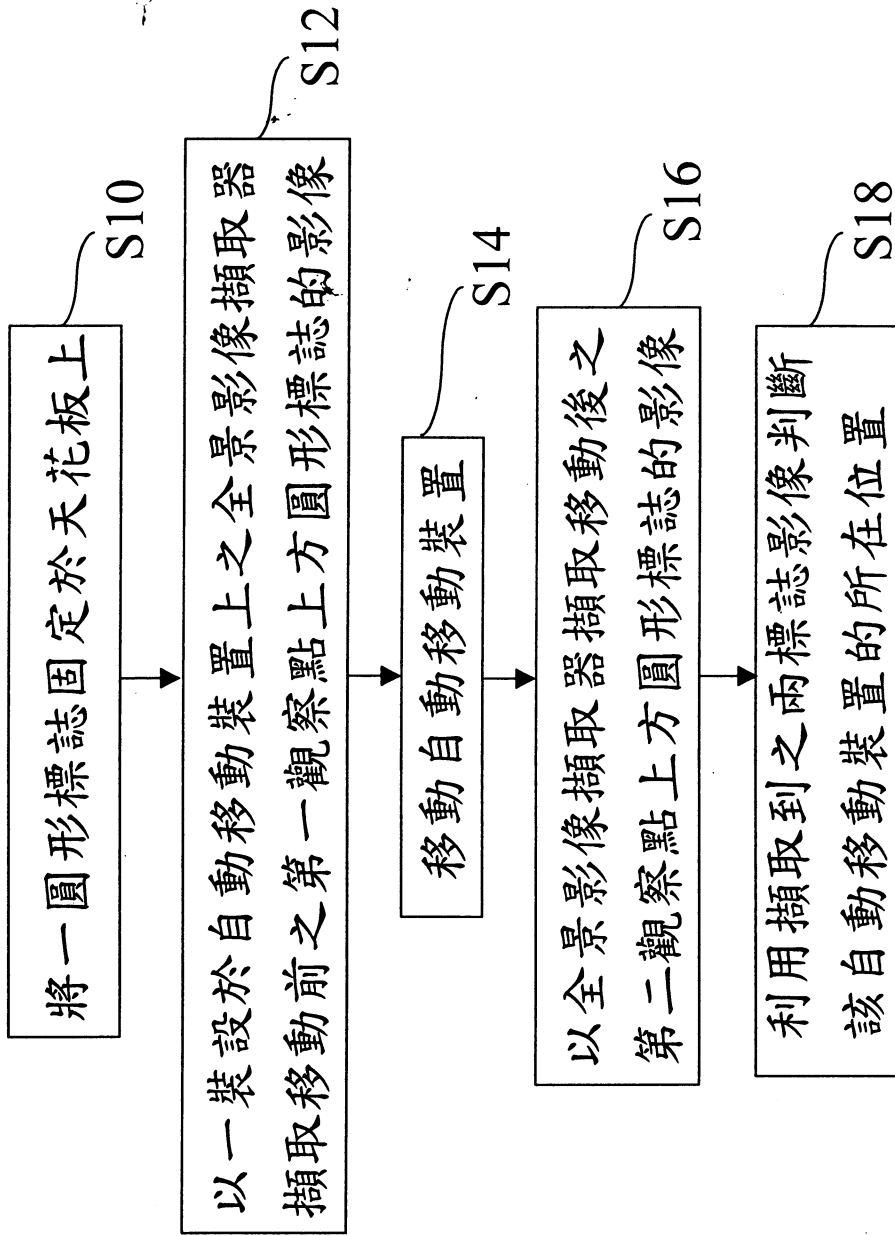 將一圓形標誌固定於天花板上
S10
以一裝設於自動移動裝置上之全景影像擷取器
擷取移動前之第一觀察點上方圓形標誌的影像
S12
移動自動移動裝置
S14
以全景影像擷取器擷取移動後之
第二觀察點上方圓形標誌的影像
S16
利用擷取到之兩標誌影像判斷
該自動移動裝置的所在位置
S18